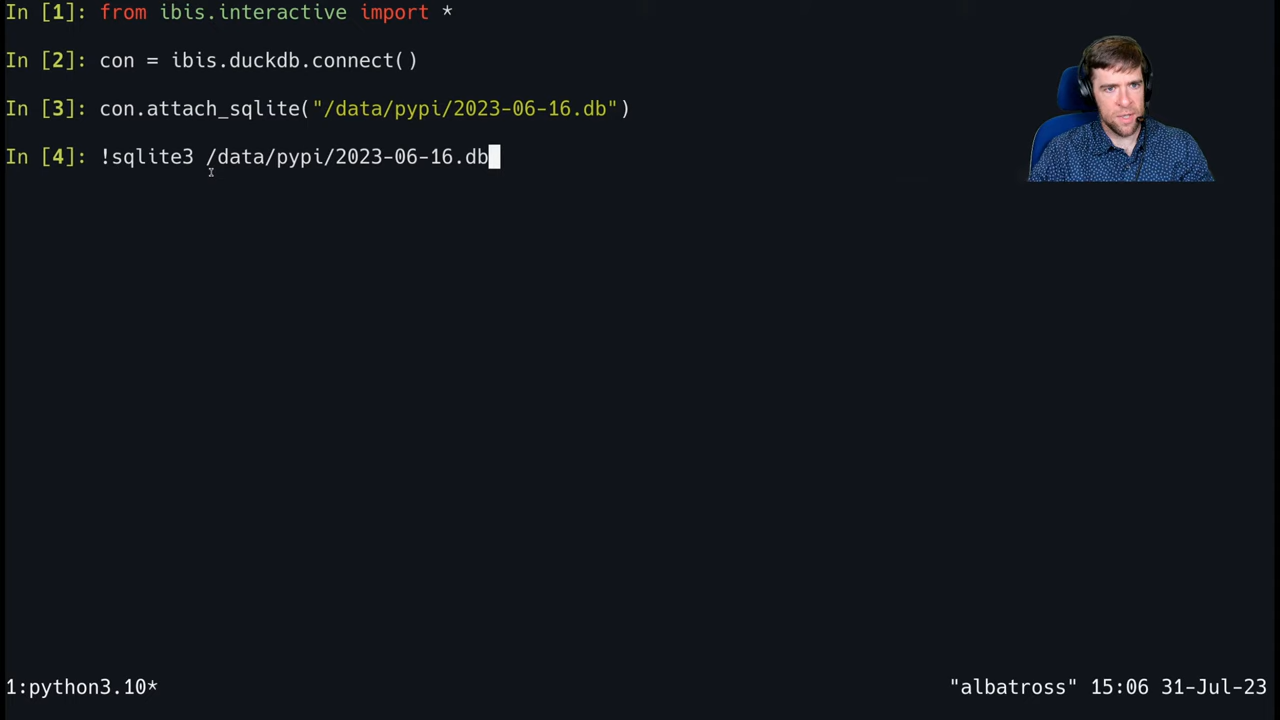 In [1]: from ibis.interactive import *
In [2]: con = ibis.duckdb.connect()
In [3]: con.attach_sqlite("/data/pypi/2023-06-16.db")
In [4]: !sqlite3 /data/pypi/2023-06-16.db
1:python3.10* "albatross" 15:06 31-Jul-23